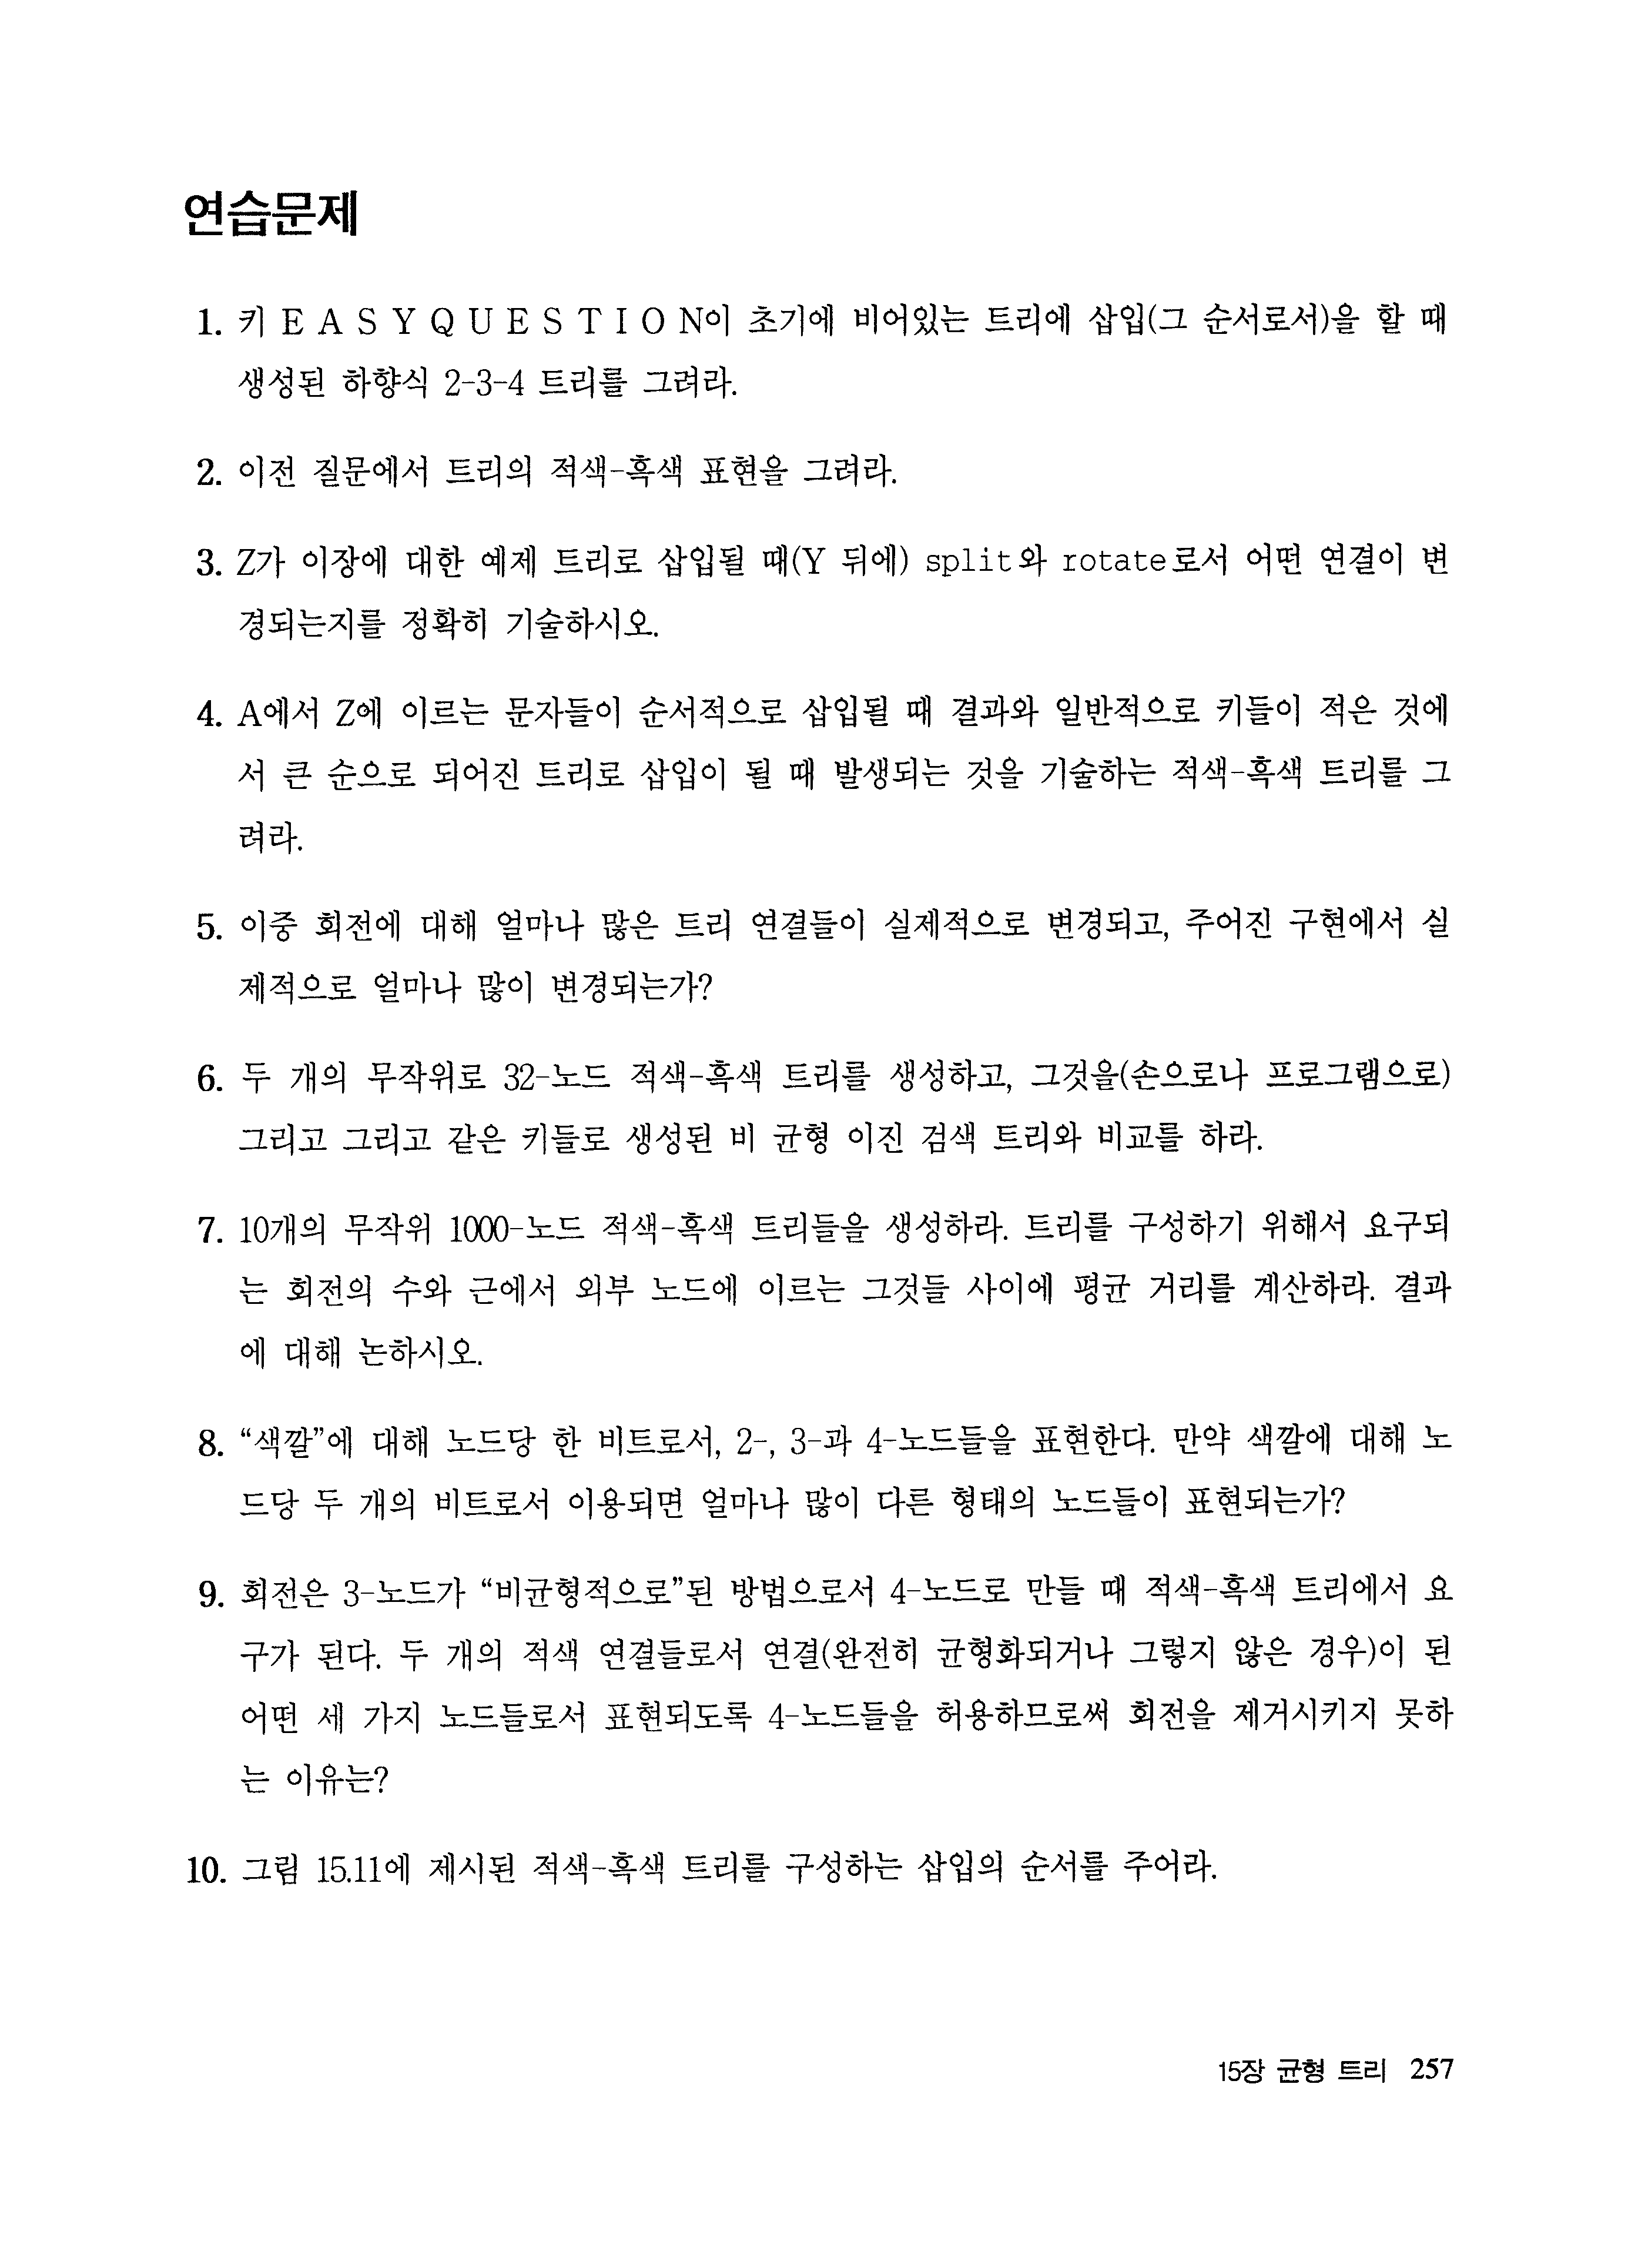 연습문제
1. 키 E A S Y Q U E S T I O N이 초기에 비어있는 트리에 삽입(그 순서로서)을 할 때
생성된 하향식 2-3-4 트리를 그려라.
2. 이전 질문에서 트리의 적색-흑색 표현을 그려라.
3. Z가 이장에 대한 예제 트리로 삽입될 때(Y 뒤에) split와 rotate로서 어떤 연결이 변
경되는지를 정확히 기술하시오.
4. A에서 Z에 이르는 문자들이 순서적으로 삽입될 때 결과와 일반적으로 키들이 적은 것에
서 큰 순으로 되어진 트리로 삽입이 될 때 발생되는 것을 기술하는 적색-흑색 트리를 그
려라.
5. 이중 회전에 대해 얼마나 많은 트리 연결들이 실제적으로 변경되고, 주어진 구현에서 실
제적으로 얼마나 많이 변경되는가?
6. 두 개의 무작위로 32-노드 적색-흑색 트리를 생성하고, 그것을(손으로나 프로그램으로)
그리고 그리고 같은 키들로 생성된 비 균형 이진 검색 트리와 비교를 하라.
7. 10개의 무작위 1000-노드 적색-흑색 트리들을 생성하라. 트리를 구성하기 위해서 요구되
는 회전의 수와 근에서 외부 노드에 이르는 그것들 사이에 평균 거리를 계산하라. 결과
에 대해 논하시오.
8. “색깔”에 대해 노드당 한 비트로서, 2-, 3-과 4-노드들을 표현한다. 만약 색깔에 대해 노
드당 두 개의 비트로서 이용되면 얼마나 많이 다른 형태의 노드들이 표현되는가?
9. 회전은 3-노드가 “비균형적으로”된 방법으로서 4-노드로 만들 때 적색-흑색 트리에서 요
구가 된다. 두 개의 적색 연결들로서 연결(완전히 균형화되거나 그렇지 않은 경우)이 된
어떤 세 가지 노드들로서 표현되도록 4-노드들을 허용하므로써 회전을 제거시키지 못하
는 이유는?
10. 그림 15.11에 제시된 적색-흑색 트리를 구성하는 삽입의 순서를 주어라.
15장 균형 트리 257